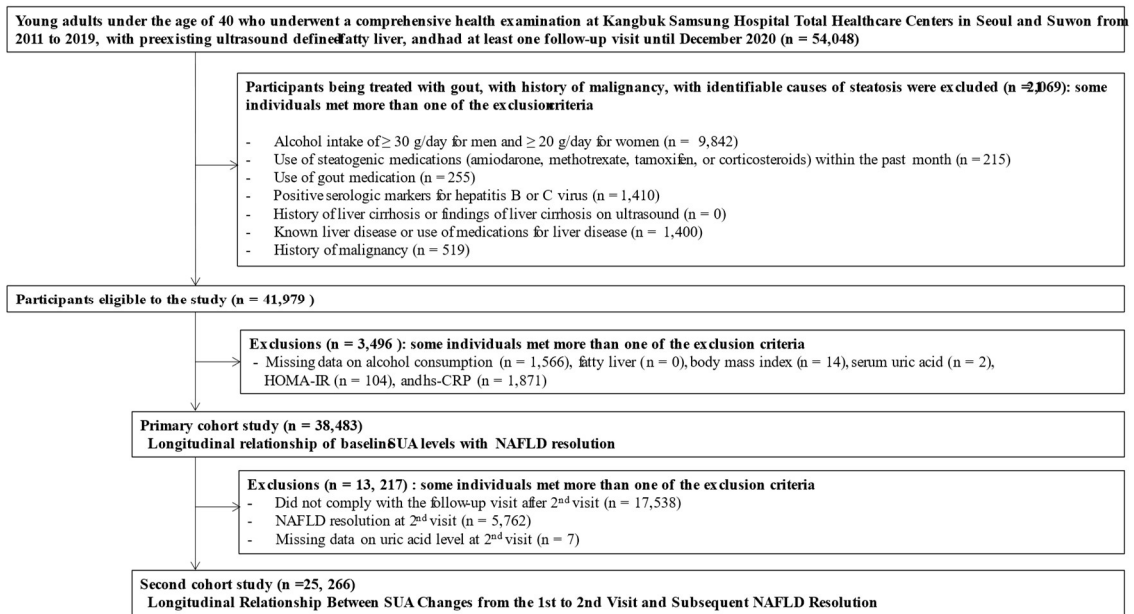 Young adults under the age of 40 who underwent a comprehensive health examination at Kangbuk Samsung Hospital Total Healthcare Centers in Seoul and Suwon from
2011 to 2019, with preexisting ultrasound defined fatty liver, andhad at least one follow-up visit until December 2020 (n = 54,048)
Participants being treated with gout, with history of malignancy, with identifiable causes of steatosis were excluded (n =12,069): some
individuals met more than one of the exclusion criteria
- Alcohol intake of ≥ 30 g/day for men and ≥ 20 g/day for women (n = 9,842)
- Use of steatogenic medications (amiodarone, methotrexate, tamoxifen, or corticosteroids) within the past month (n = 215)
- Use of gout medication (n = 255)
- Positive serologic markers for hepatitis B or C virus (n = 1,410)
- History of liver cirrhosis or findings of liver cirrhosis on ultrasound (n = 0)
- Known liver disease or use of medications for liver disease (n = 1,400)
- History of malignancy (n = 519)
Participants eligible to the study (n = 41,979 )
Exclusions (n = 3,496 ): some individuals met more than one of the exclusion criteria
- Missing data on alcohol consumption (n = 1,566), fatty liver (n = 0), body mass index (n = 14), serum uric acid (n = 2),
HOMA-IR (n = 104), andhs-CRP (n = 1,871)
Primary cohort study (n = 38,483)
Longitudinal relationship of baseline SUA levels with NAFLD resolution
Exclusions (n = 13, 217) : some individuals met more than one of the exclusion criteria
- Did not comply with the follow-up visit after 2nd visit (n = 17,538)
- NAFLD resolution at 2nd visit (n = 5,762)
- Missing data on uric acid level at 2nd visit (n = 7)
Second cohort study (n =25, 266)
Longitudinal Relationship Between SUA Changes from the 1st to 2nd Visit and Subsequent NAFLD Resolution